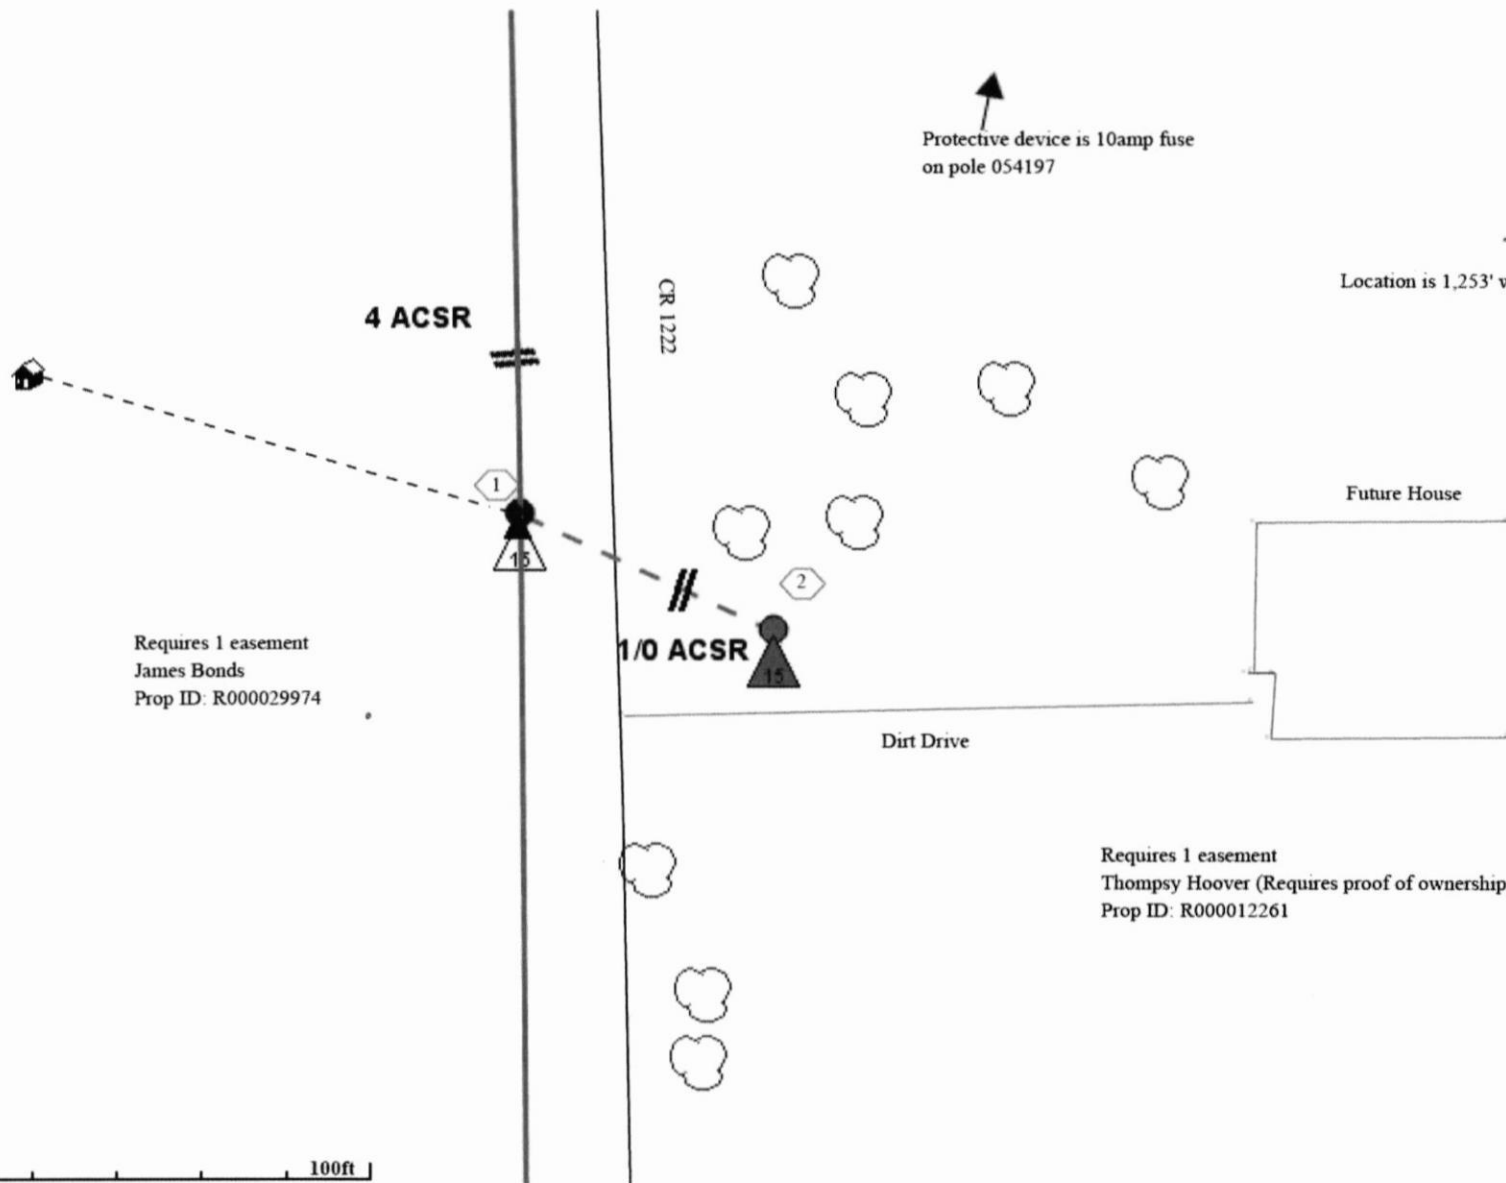 Protective device is 10amp fuse
on pole 054197
Location is 1,253'
4 ACSR
CR 1222
1
15
Future House
2
1/0 ACSR
15
Requires 1 easement
James Bonds
Prop ID: R000029974
Dirt Drive
Requires 1 easement
Thompsy Hoover (Requires proof of ownership
Prop ID: R000012261
100ft